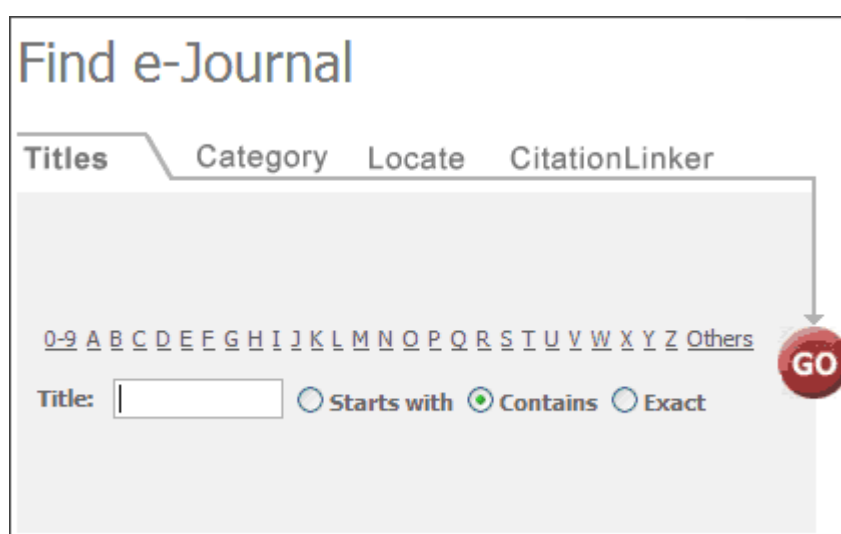 Find e-Journal
Titles Category Locate CitationLinker
0-9 A B C D E F G H I J K L M N O P Q R S T U V W X Y Z Others
GO
Title: Starts with Contains Exact